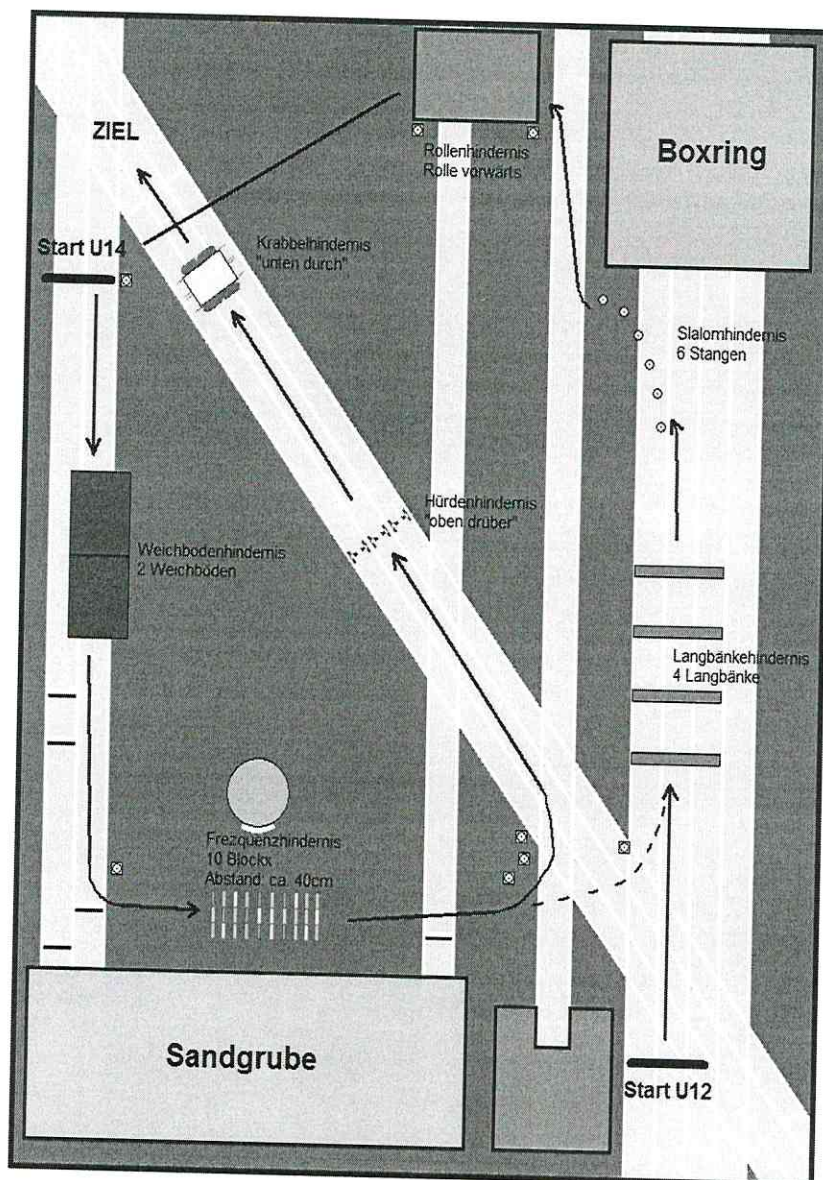 ZIEL
Rollenhindernis
Rolle vorwärts
Boxring
Start U14
Krabbelhindernis
"unten durch"
Slalomhindernis
6 Stangen
Hürdenhindernis
"oben drüber"
Weichbodenhindernis
2 Weichböden
Langbänkehindernis
4 Langbänke
Frezquenzhindernis
10 Blockx
Abstand: ca. 40cm
Sandgrube
Start U12